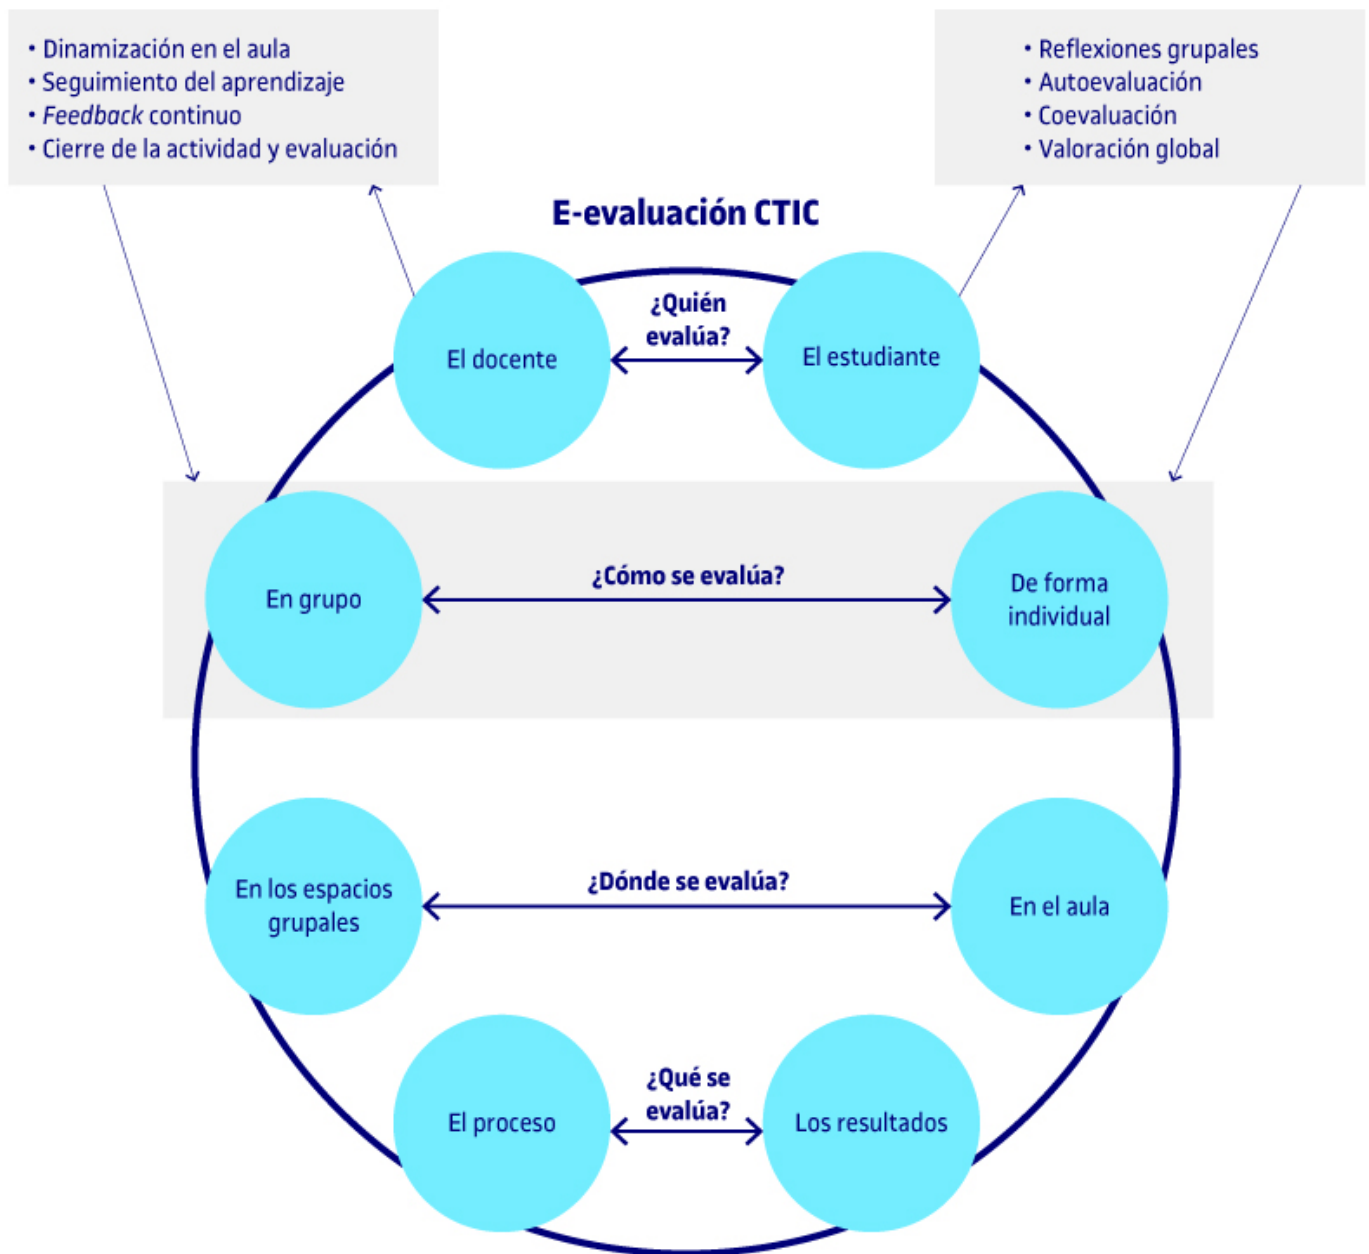 • Dinamización en el aula
• Seguimiento del aprendizaje
• Feedback continuo
• Cierre de la actividad y evaluación
• Reflexiones grupales
• Autoevaluación
• Coevaluación
• Valoración global
E-evaluación CTIC
¿Quién
evalúa?
El docente
El estudiante
¿Cómo se evalúa?
En grupo
De forma
individual
¿Dónde se evalúa?
En los espacios
grupales
En el aula
¿Qué se
evalúa?
El proceso
Los resultados